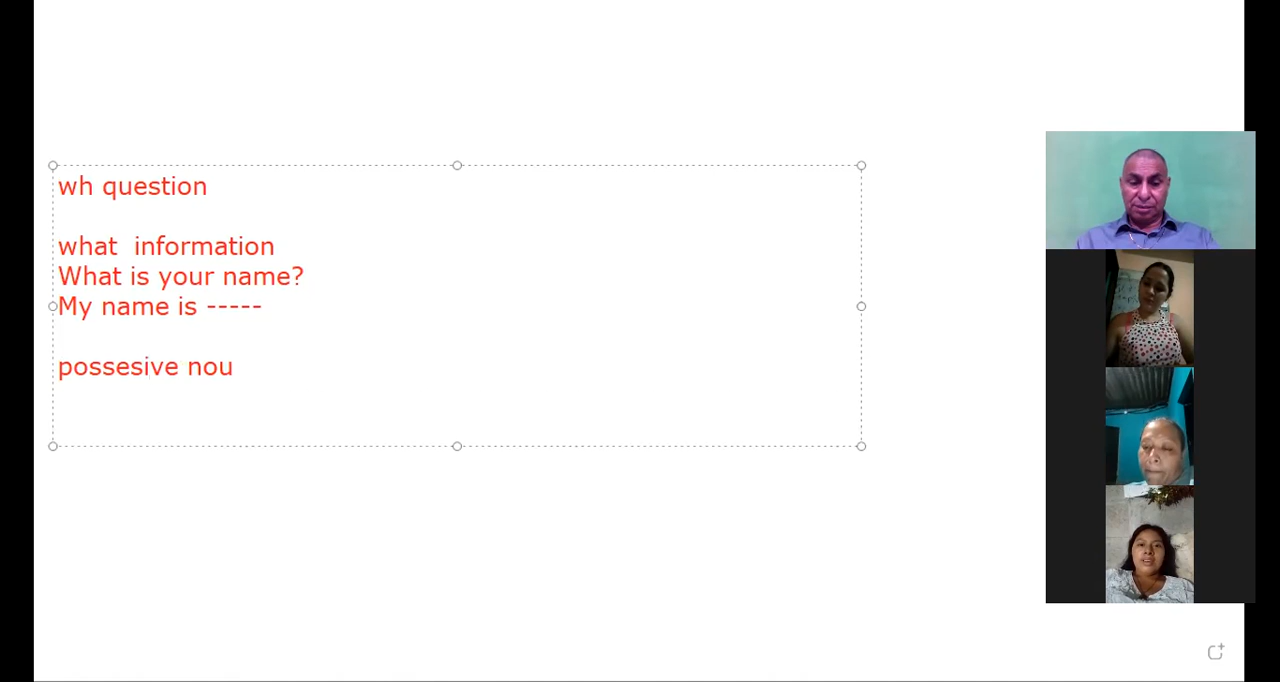 wh question
what information
What is your name?
My name is -----
possesive nou